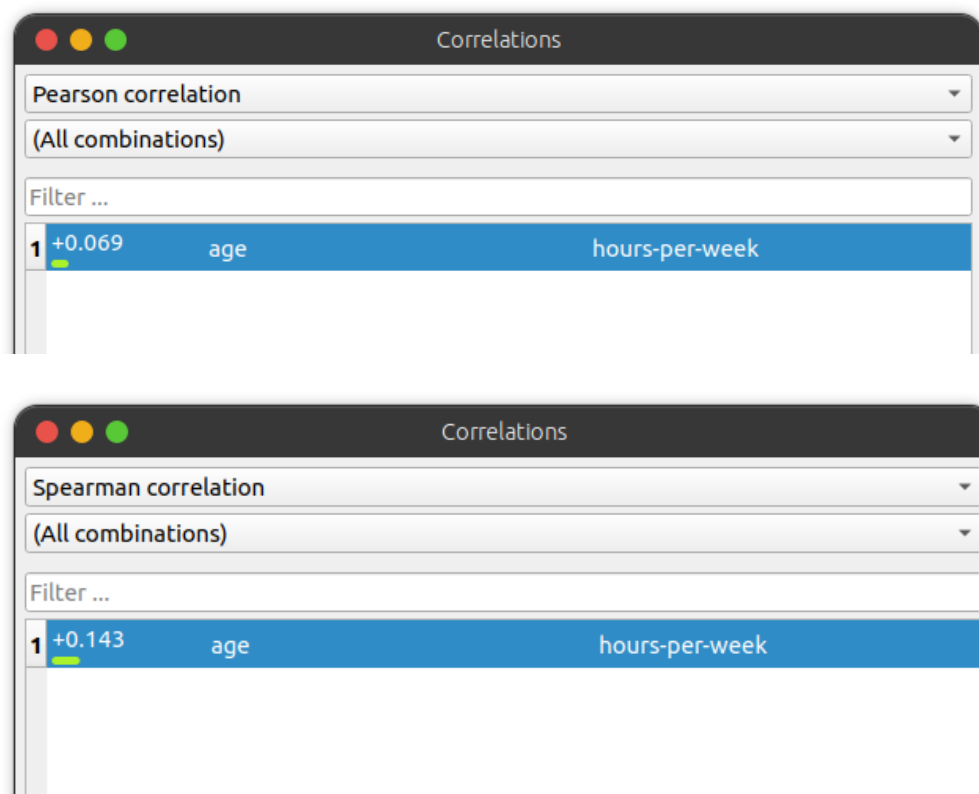 Correlations
Pearson correlation
(All combinations)
Filter ...
1 +0.069 age hours-per-week
Correlations
Spearman correlation
(All combinations)
Filter ...
1 +0.143 age hours-per-week